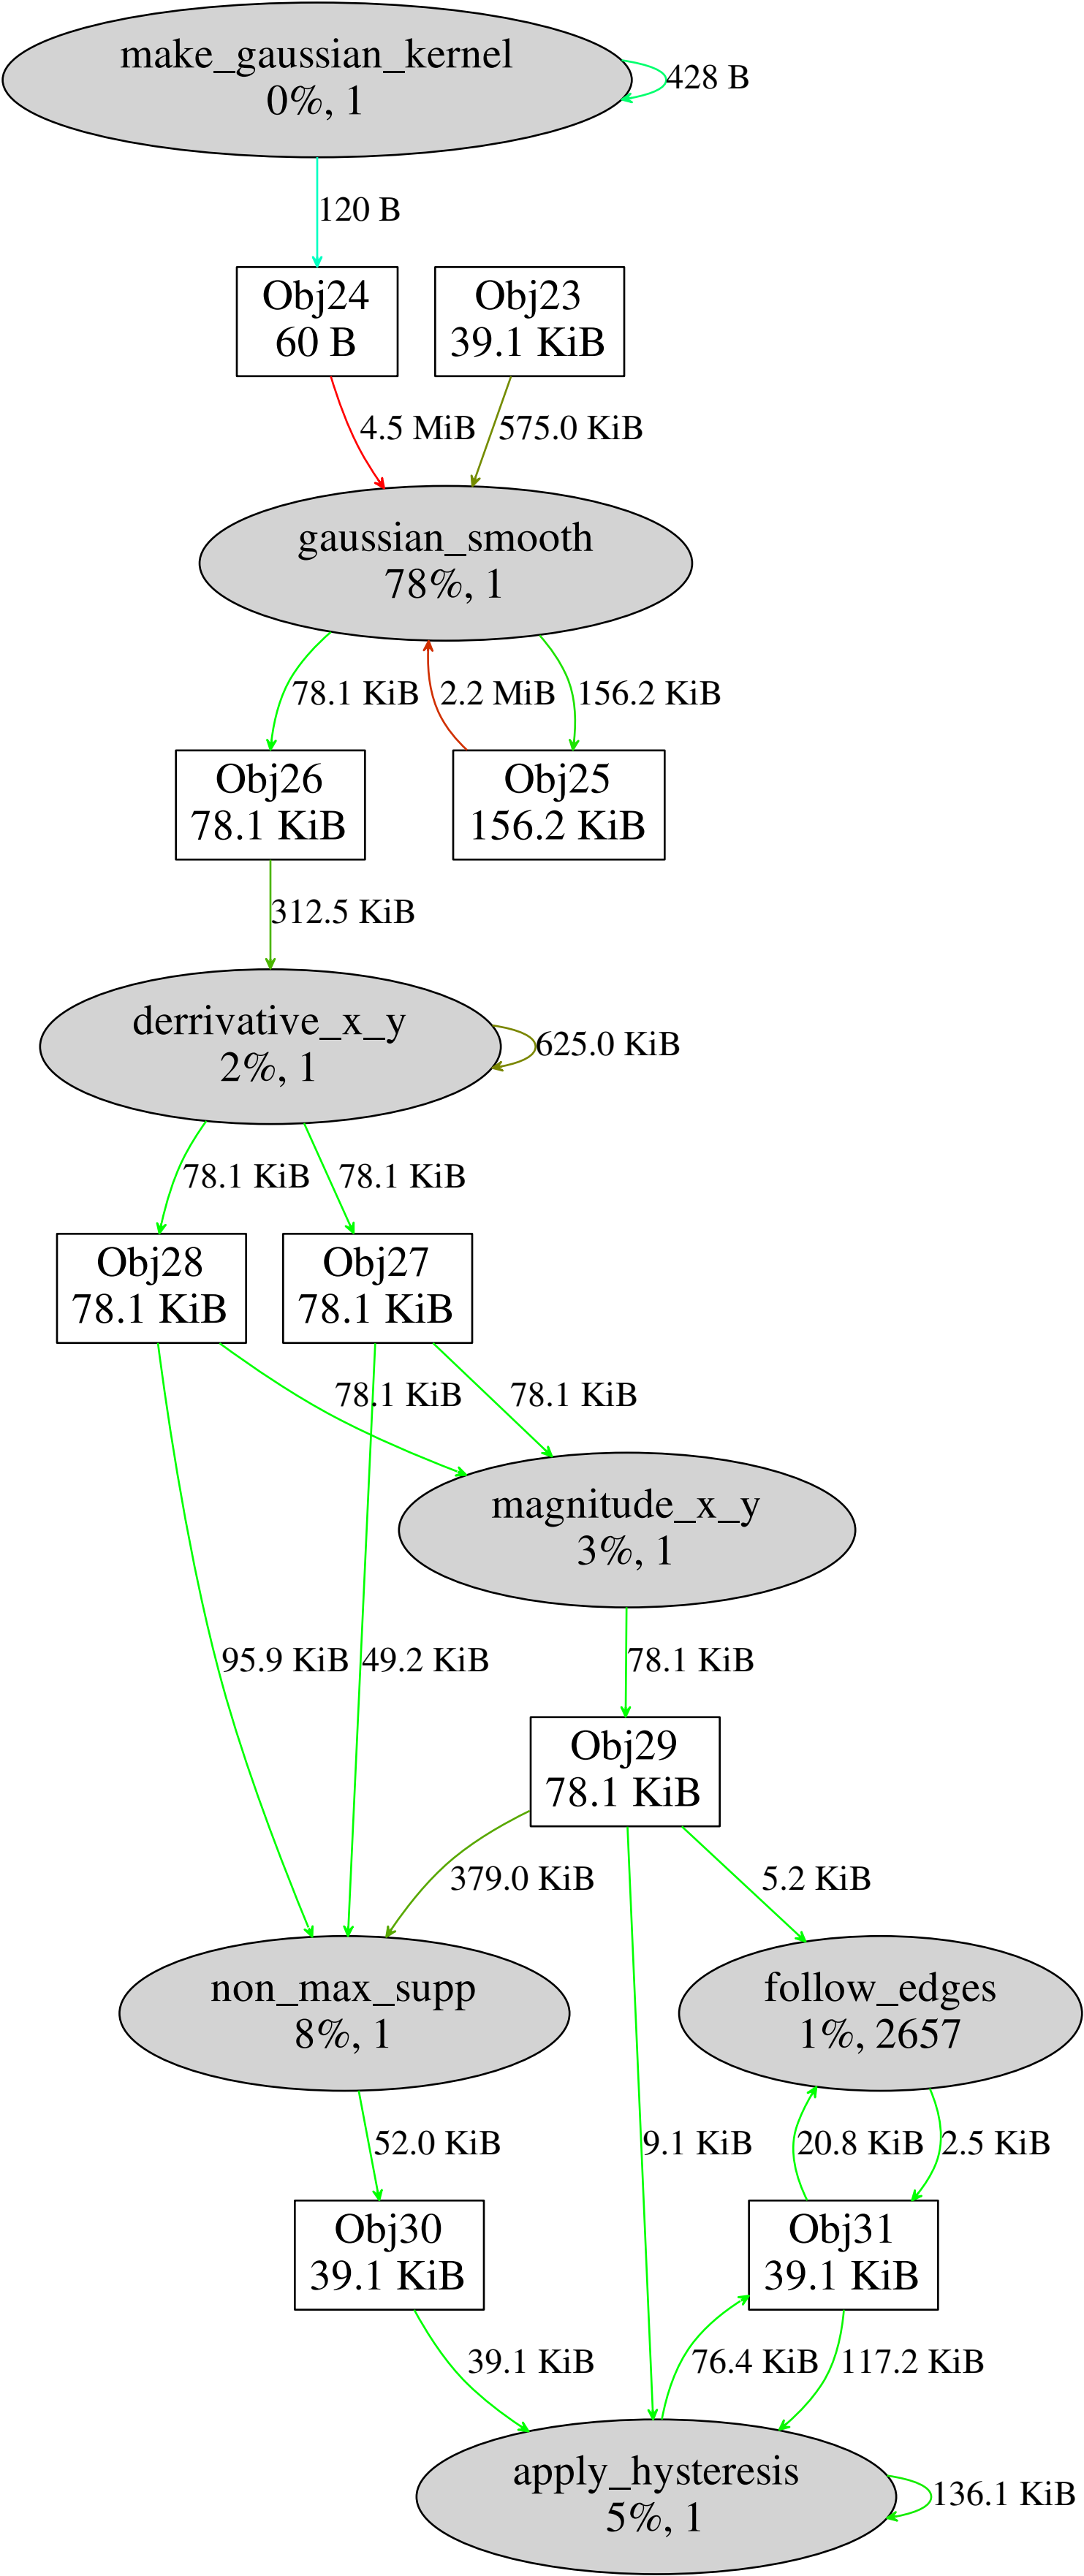 make_gaussian_kernel
0%, 1
428 B
120 B
Obj24
60 B
Obj23
39.1 KiB
4.5 MiB
575.0 KiB
gaussian_smooth
78%, 1
78.1 KiB
2.2 MiB
156.2 KiB
Obj26
78.1 KiB
Obj25
156.2 KiB
312.5 KiB
derrivative_x_y
2%, 1
625.0 KiB
78.1 KiB
78.1 KiB
Obj28
78.1 KiB
Obj27
78.1 KiB
78.1 KiB
78.1 KiB
magnitude_x_y
3%, 1
95.9 KiB
49.2 KiB
78.1 KiB
Obj29
78.1 KiB
379.0 KiB
5.2 KiB
non_max_supp
8%, 1
follow_edges
1%, 2657
52.0 KiB
9.1 KiB
20.8 KiB
2.5 KiB
Obj30
39.1 KiB
Obj31
39.1 KiB
39.1 KiB
76.4 KiB
117.2 KiB
apply_hysteresis
5%, 1
136.1 KiB